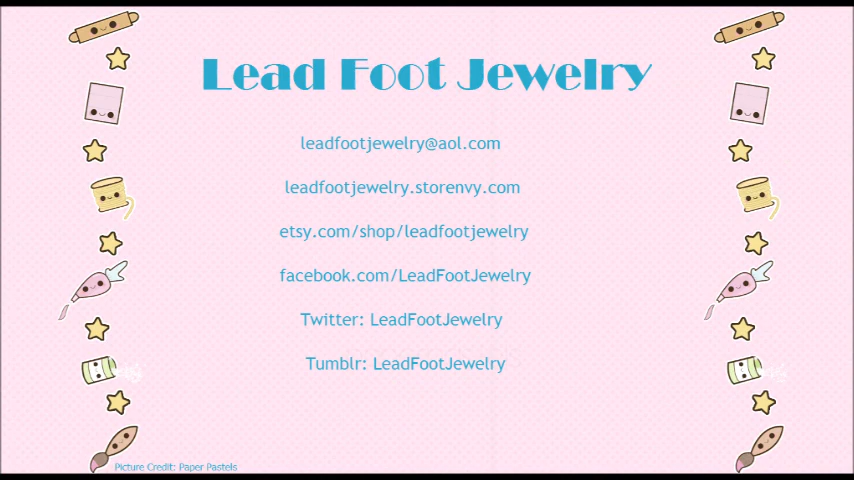 Lead Foot Jewelry
leadfootjewelry@aol.com
leadfootjewelry.storenvy.com
etsy.com/shop/leadfootjewelry
facebook.com/LeadFootJewelry
Twitter: LeadFootJewelry
Tumblr: LeadFootJewelry
Picture Credit: Paper Pastels